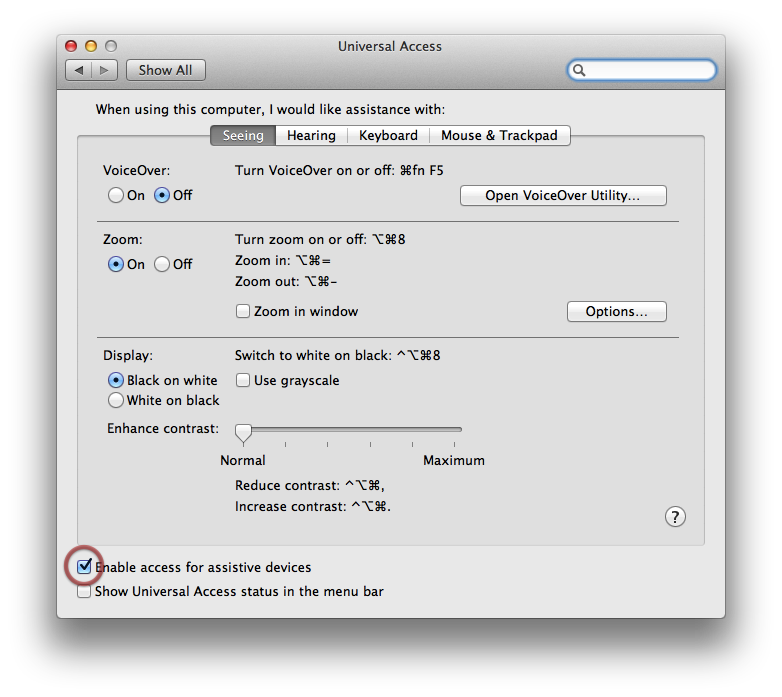 Universal Access
Show All
When using this computer, I would like assistance with:
Seeing Hearing Keyboard Mouse & Trackpad
VoiceOver: Turn VoiceOver on or off: ⌘fn F5
On Off Open VoiceOver Utility...
Zoom: Turn zoom on or off: ⌥⌘8
On Off Zoom in: ⌥⌘=
Zoom out: ⌥⌘-
Zoom in window Options...
Display: Switch to white on black: ^⌥⌘8
Black on white Use grayscale
White on black
Enhance contrast:
Normal Maximum
Reduce contrast: ^⌥⌘,
Increase contrast: ^⌥⌘.
?
Enable access for assistive devices
Show Universal Access status in the menu bar